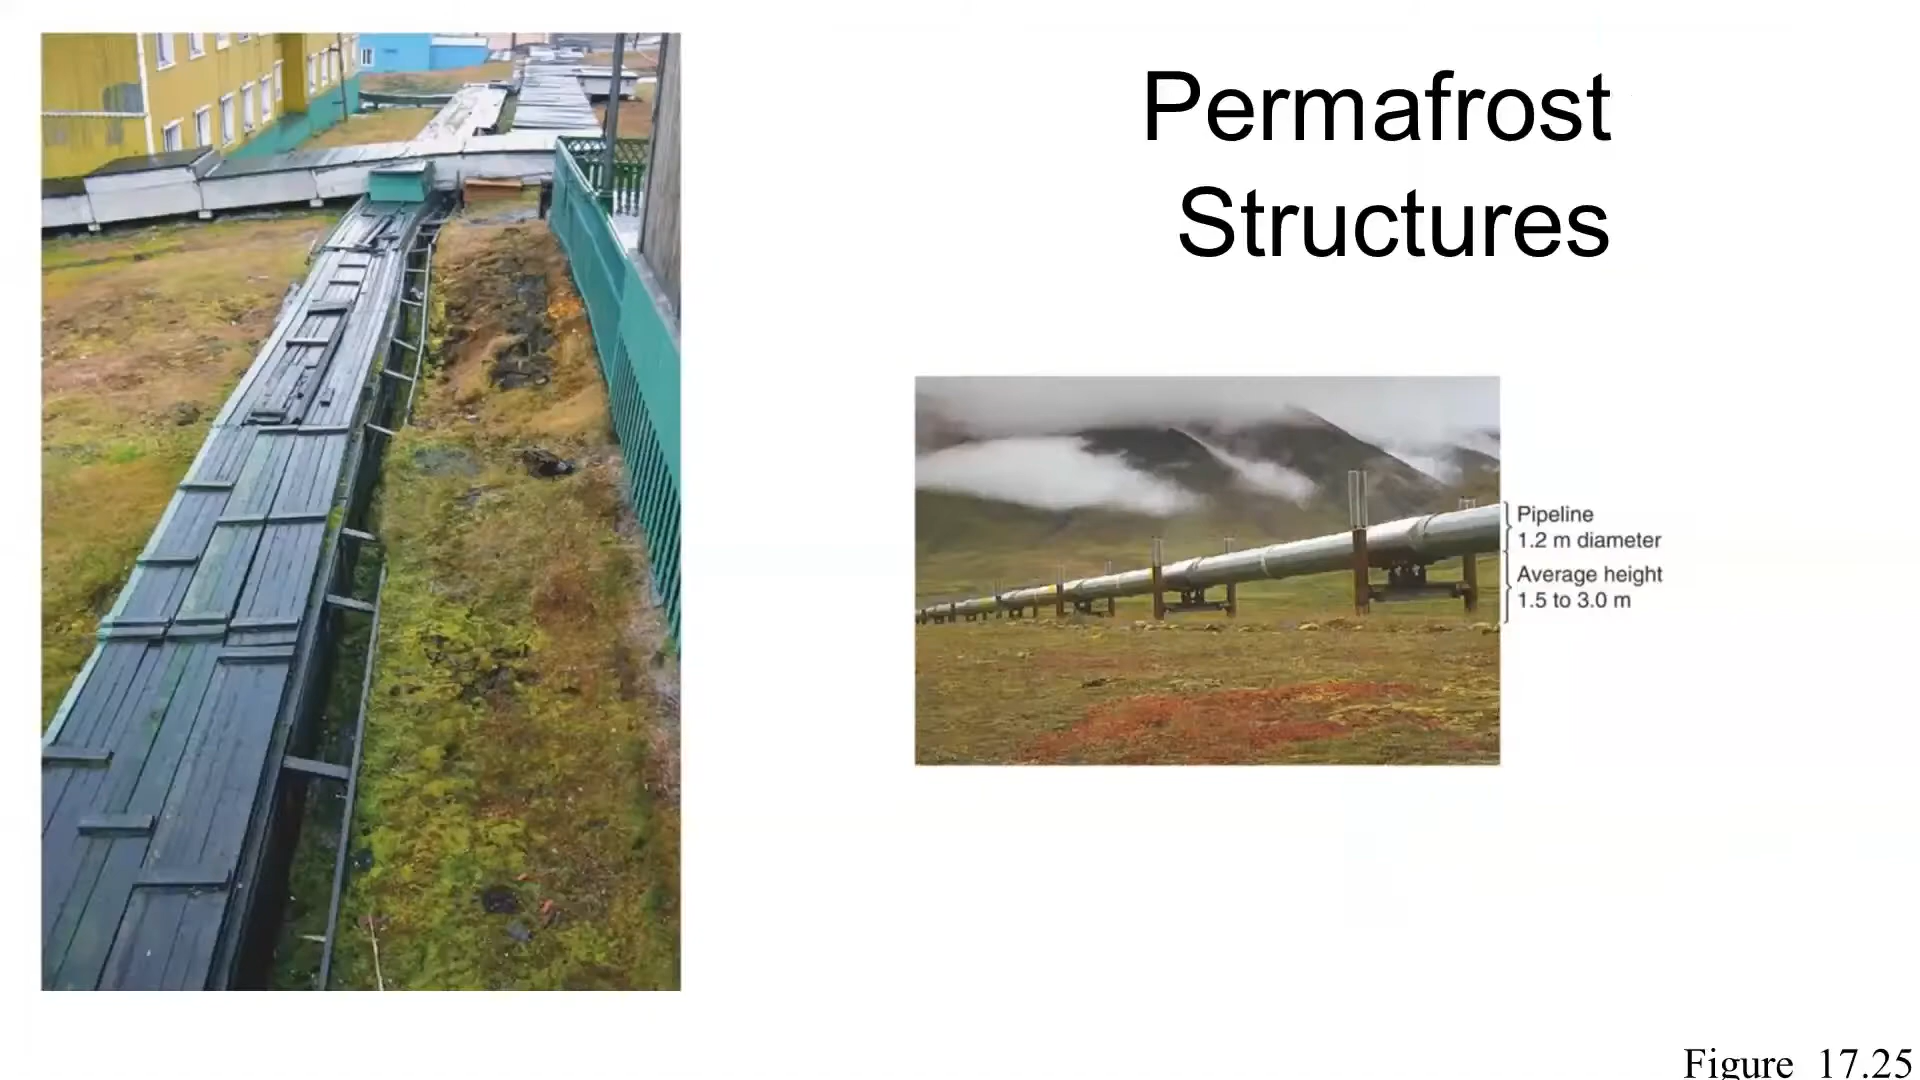 Permafrost
Structures
Pipeline
1.2 m diameter
Average height
1.5 to 3.0 m
Figure 17.25